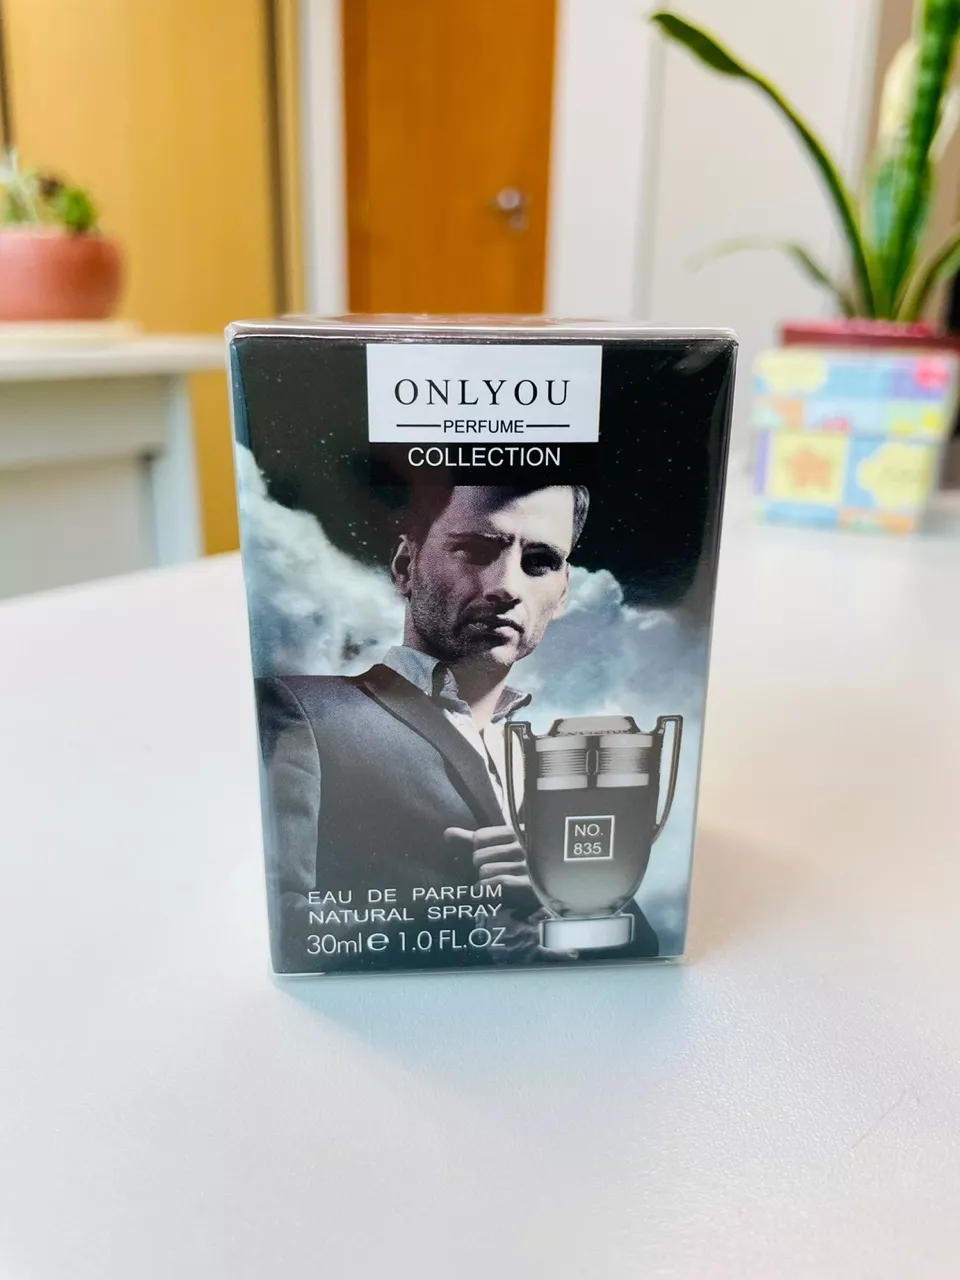 ONLYOU
PERFUME
COLLECTION
NO.
835
EAU DE PARFUM
NATURAL SPRAY
30ml e 1.0 FL.OZ